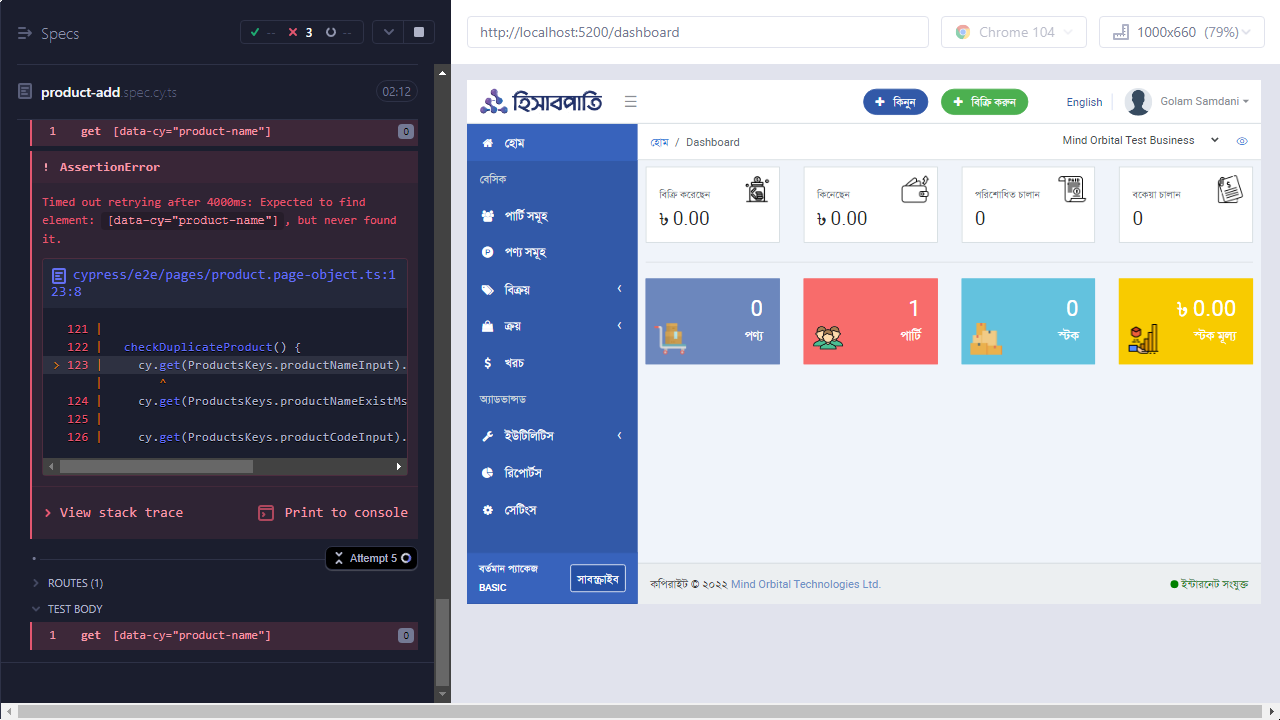 Specs
-- 3 --
product-add spec.cy.ts 02:12
1 get [data-cy="product-name"] 0
! AssertionError
Timed out retrying after 4000ms: Expected to find
element: [data-cy="product-name"], but never found
it.
cypress/e2e/pages/product.page-object.ts:1
23:8
121 |
122 | checkDuplicateProduct() {
> 123 | cy.get(ProductsKeys.productNameInput).
| ^
124 | cy.get(ProductsKeys.productNameExistMs
125 |
126 | cy.get(ProductsKeys.productCodeInput).
View stack trace
Print to console
Attempt 5
ROUTES (1)
TEST BODY
1 get [data-cy="product-name"] 0
http://localhost:5200/dashboard
Chrome 104
1000x660 (79%)
হিসাবপাতি
+ কিনুন
+ বিক্রি করুন
English
Golam Samdani
হোম
বেসিক
পার্টি সমূহ
পণ্য সমূহ
বিক্রয়
ক্রয়
খরচ
অ্যাডভান্সড
ইউটিলিটিস
রিপোর্টস
সেটিংস
বর্তমান প্যাকেজ
BASIC
সাবস্ক্রাইব
হোম / Dashboard
Mind Orbital Test Business
বিক্রি করেছেন
৳ 0.00
কিনেছেন
৳ 0.00
পরিশোধিত চালান
PAID
0
বকেয়া চালান
0
0
পণ্য
1
পার্টি
0
স্টক
৳ 0.00
স্টক মূল্য
কপিরাইট © ২০২২ Mind Orbital Technologies Ltd.
ইন্টারনেট সংযুক্ত